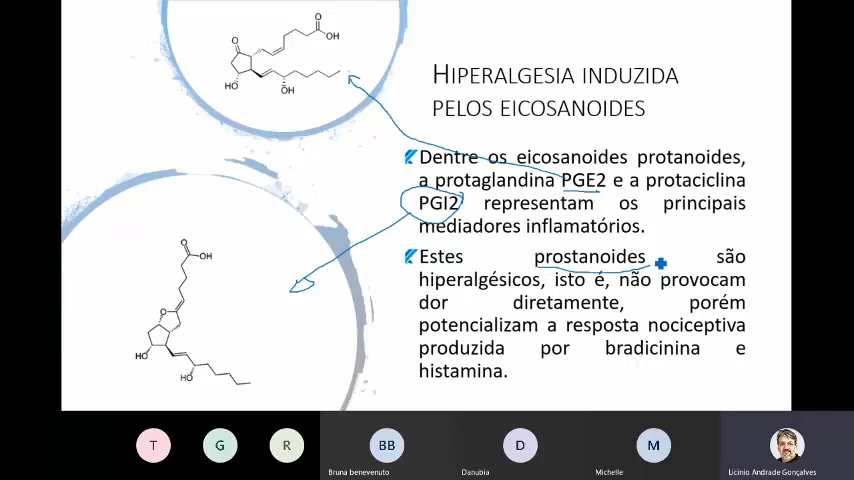 O
OH
O
HO
OH
HIPERALGESIA INDUZIDA
PELOS EICOSANOIDES
Dentre os eicosanoides protanoides,
a protaglandina PGE2 e a protaciclina
PGI2 representam os principais
mediadores inflamatórios.
Estes prostanoides são
hiperalgésicos, isto é, não provocam
dor diretamente, porém
potencializam a resposta nociceptiva
produzida por bradicinina e
histamina.
O
OH
O
HO
HO
T G R BB D M
Bruna benevenuto Danubia Michelle Licinio Andrade Gonçalves